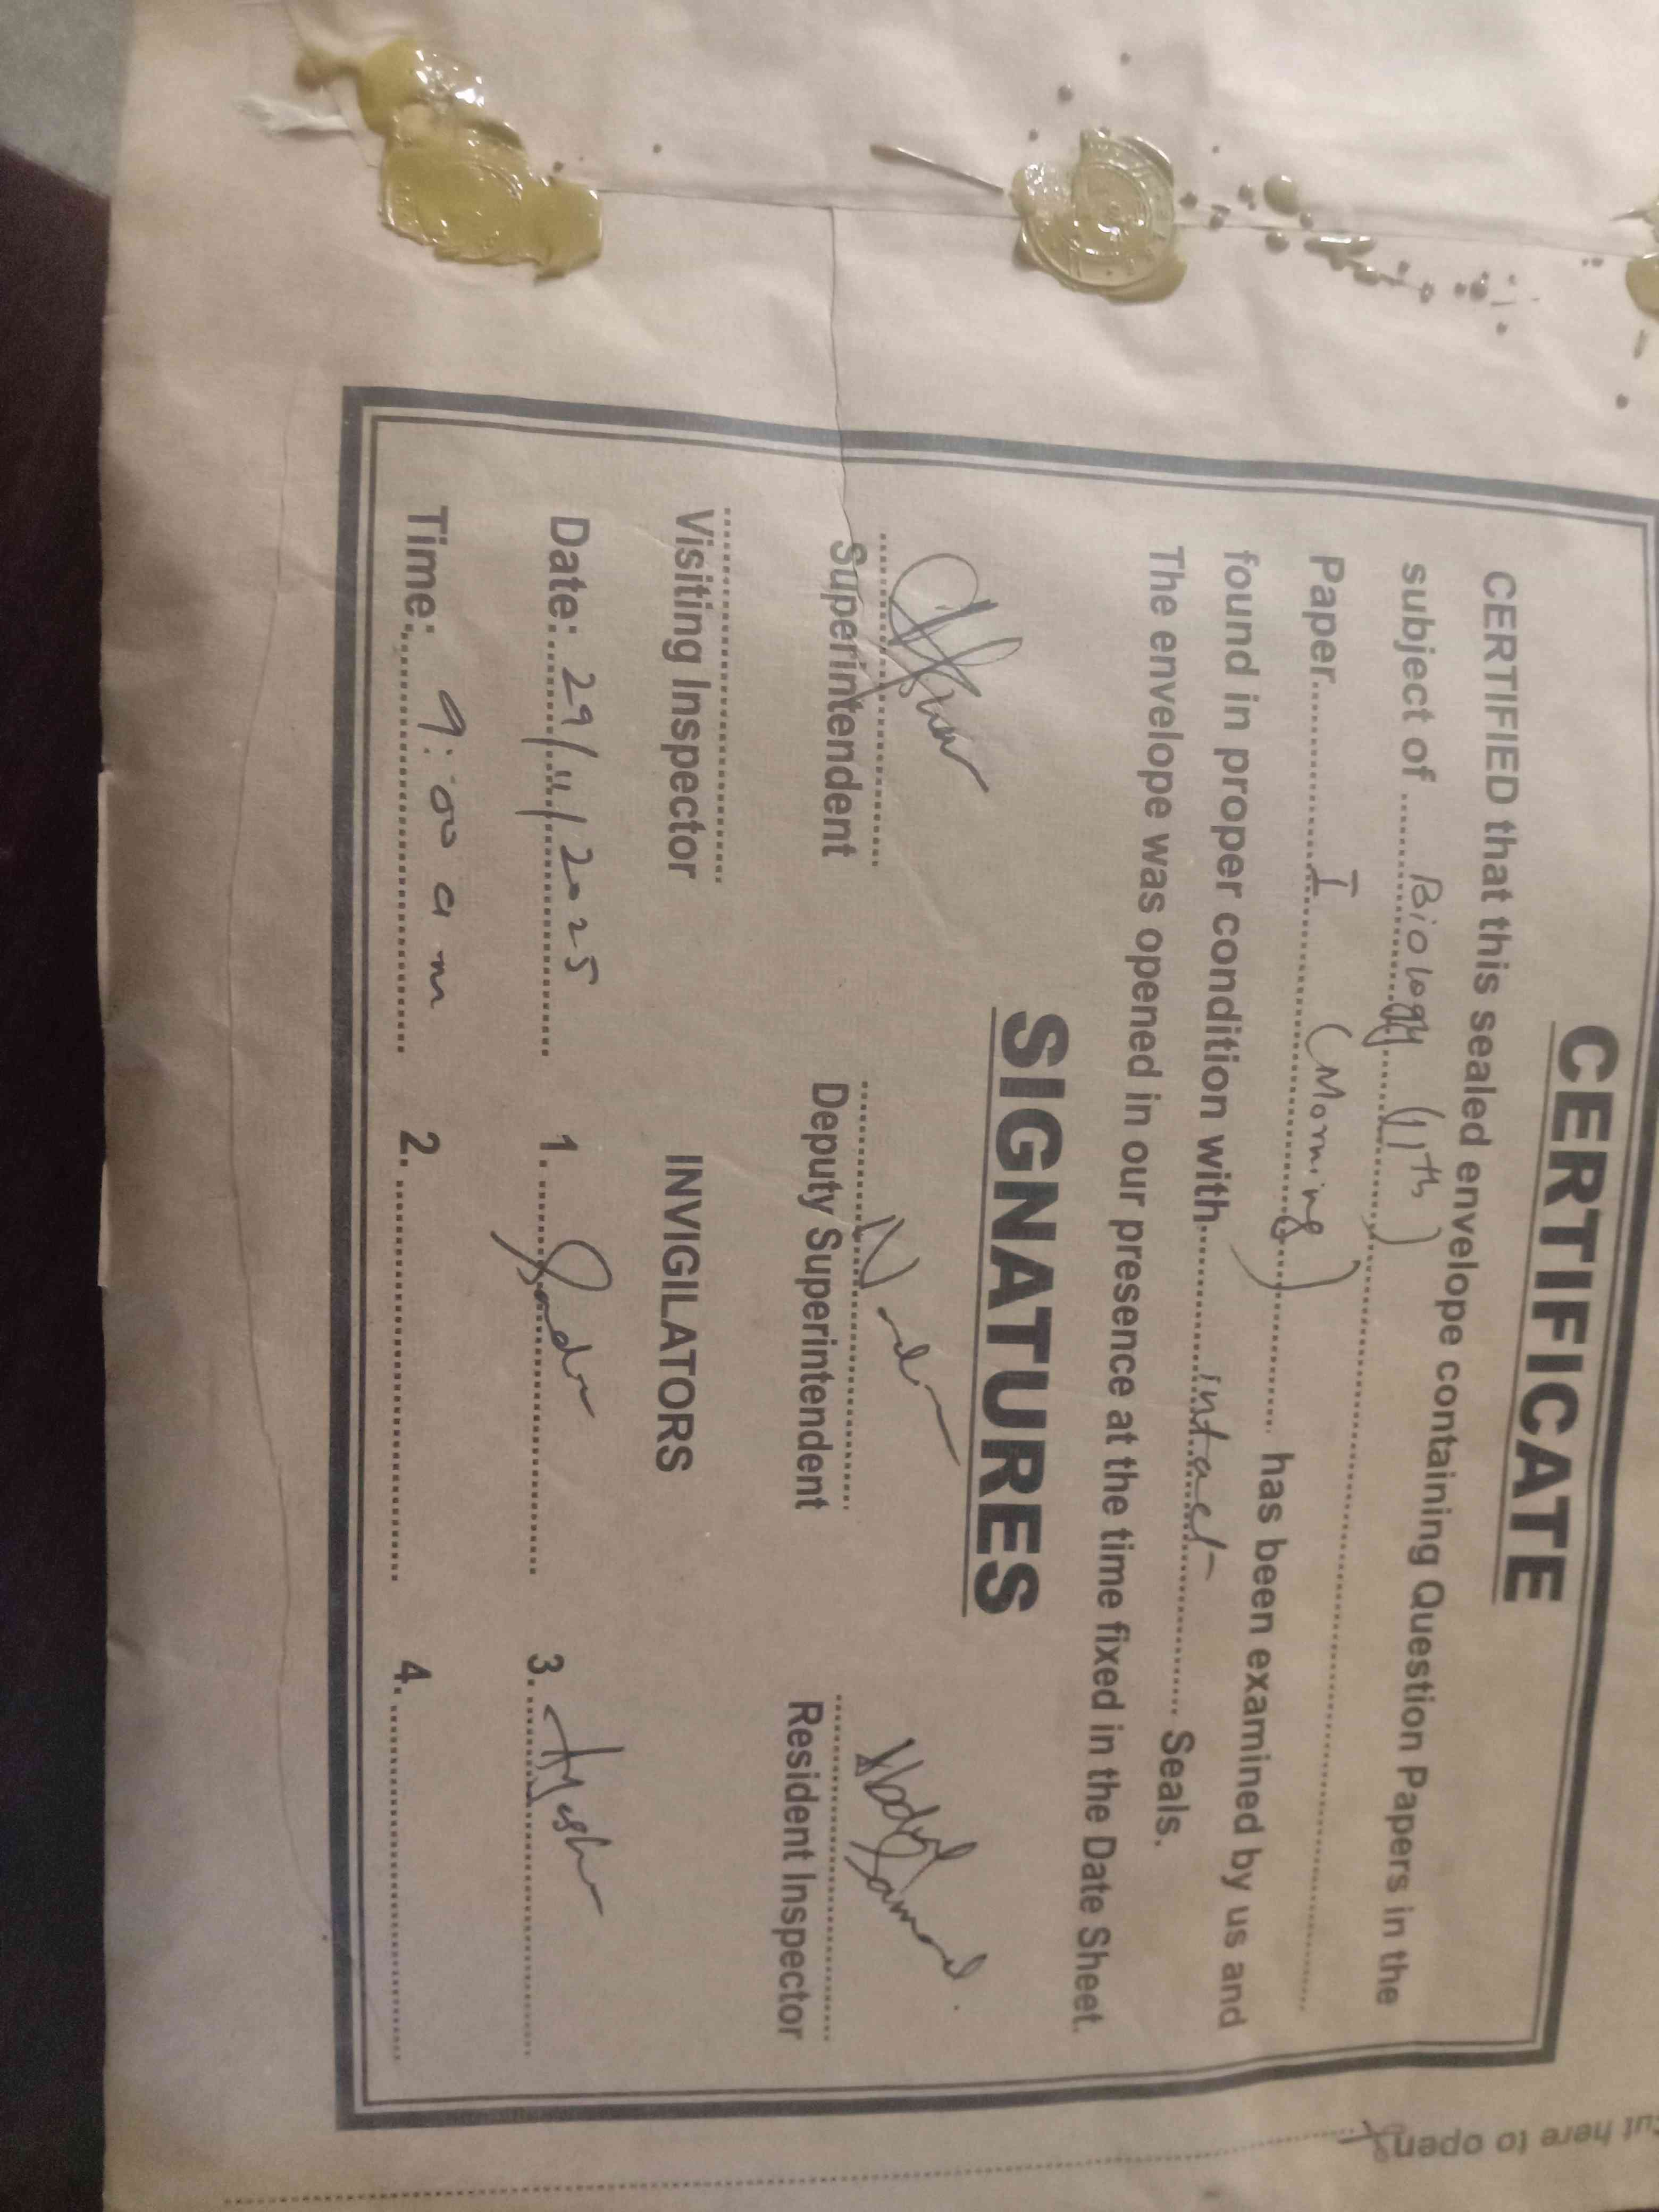 CERTIFICATE
CERTIFIED that this sealed envelope containing Question Papers in the
subject of Biology (11th)
Paper I (Morning) has been examined by us and
found in proper condition with intact Seals.
The envelope was opened in our presence at the time fixed in the Date Sheet.
SIGNATURES
Superintendent Deputy Superintendent Resident Inspector
Visiting Inspector INVIGILATORS
Date: 29/11/2025 1. 3.
Time: 9:00 am 2. 4.
cut here to open